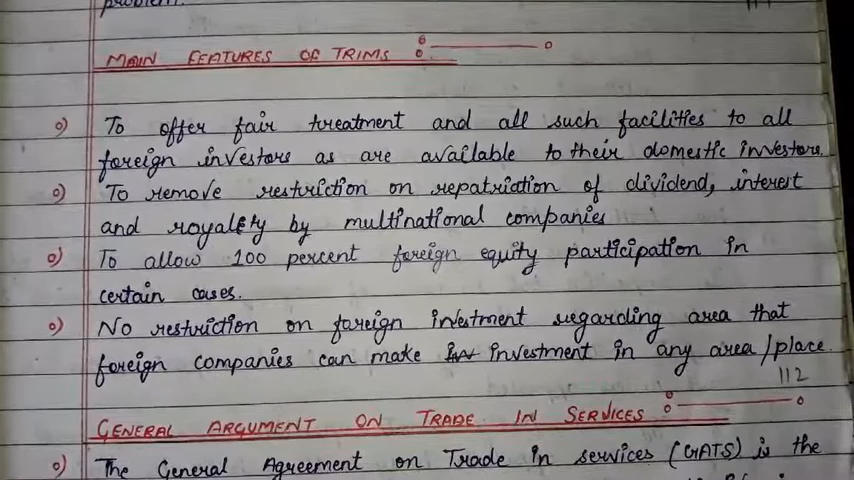 problem.
MAIN FEATURES OF TRIMS :
To offer fair treatment and all such facilities to all
foreign investors as are available to their domestic investors.
To remove restriction on repatriction of dividend, interest
and royalety by multinational companies
To allow 100 percent foreign equity participation in
certain cases.
No restriction on foreign investment regarding area that
foreign companies can make investment in any area/place.
112
GENERAL ARGUMENT ON TRADE IN SERVICES :
The General Agreement on Trade in services (GATS) is the